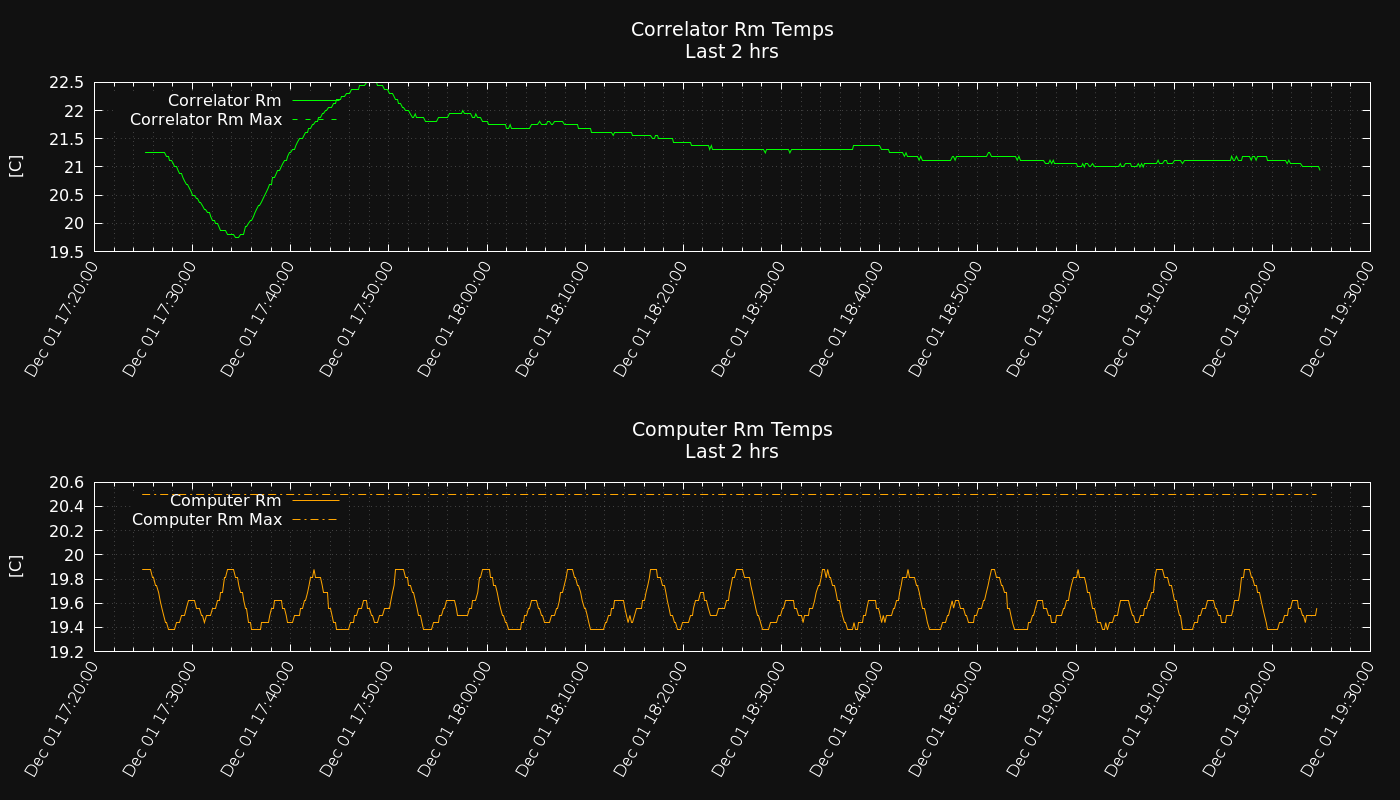 Correlator Rm Temps
Last 2 hrs
22.5
22
21.5
21
20.5
20
19.5
[C]
Correlator Rm
Correlator Rm Max
Dec 01 17:20:00
Dec 01 17:30:00
Dec 01 17:40:00
Dec 01 17:50:00
Dec 01 18:00:00
Dec 01 18:10:00
Dec 01 18:20:00
Dec 01 18:30:00
Dec 01 18:40:00
Dec 01 18:50:00
Dec 01 19:00:00
Dec 01 19:10:00
Dec 01 19:20:00
Dec 01 19:30:00
Computer Rm Temps
Last 2 hrs
20.6
20.4
20.2
20
19.8
19.6
19.4
19.2
[C]
Computer Rm
Computer Rm Max
Dec 01 17:20:00
Dec 01 17:30:00
Dec 01 17:40:00
Dec 01 17:50:00
Dec 01 18:00:00
Dec 01 18:10:00
Dec 01 18:20:00
Dec 01 18:30:00
Dec 01 18:40:00
Dec 01 18:50:00
Dec 01 19:00:00
Dec 01 19:10:00
Dec 01 19:20:00
Dec 01 19:30:00